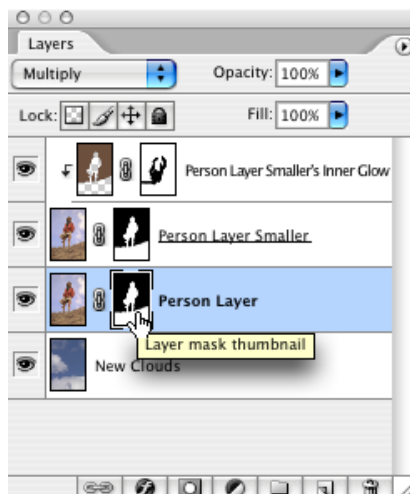 Layers
Multiply Opacity: 100%
Lock: Fill: 100%
Person Layer Smaller's Inner Glow
Person Layer Smaller
Person Layer
Layer mask thumbnail
New Clouds